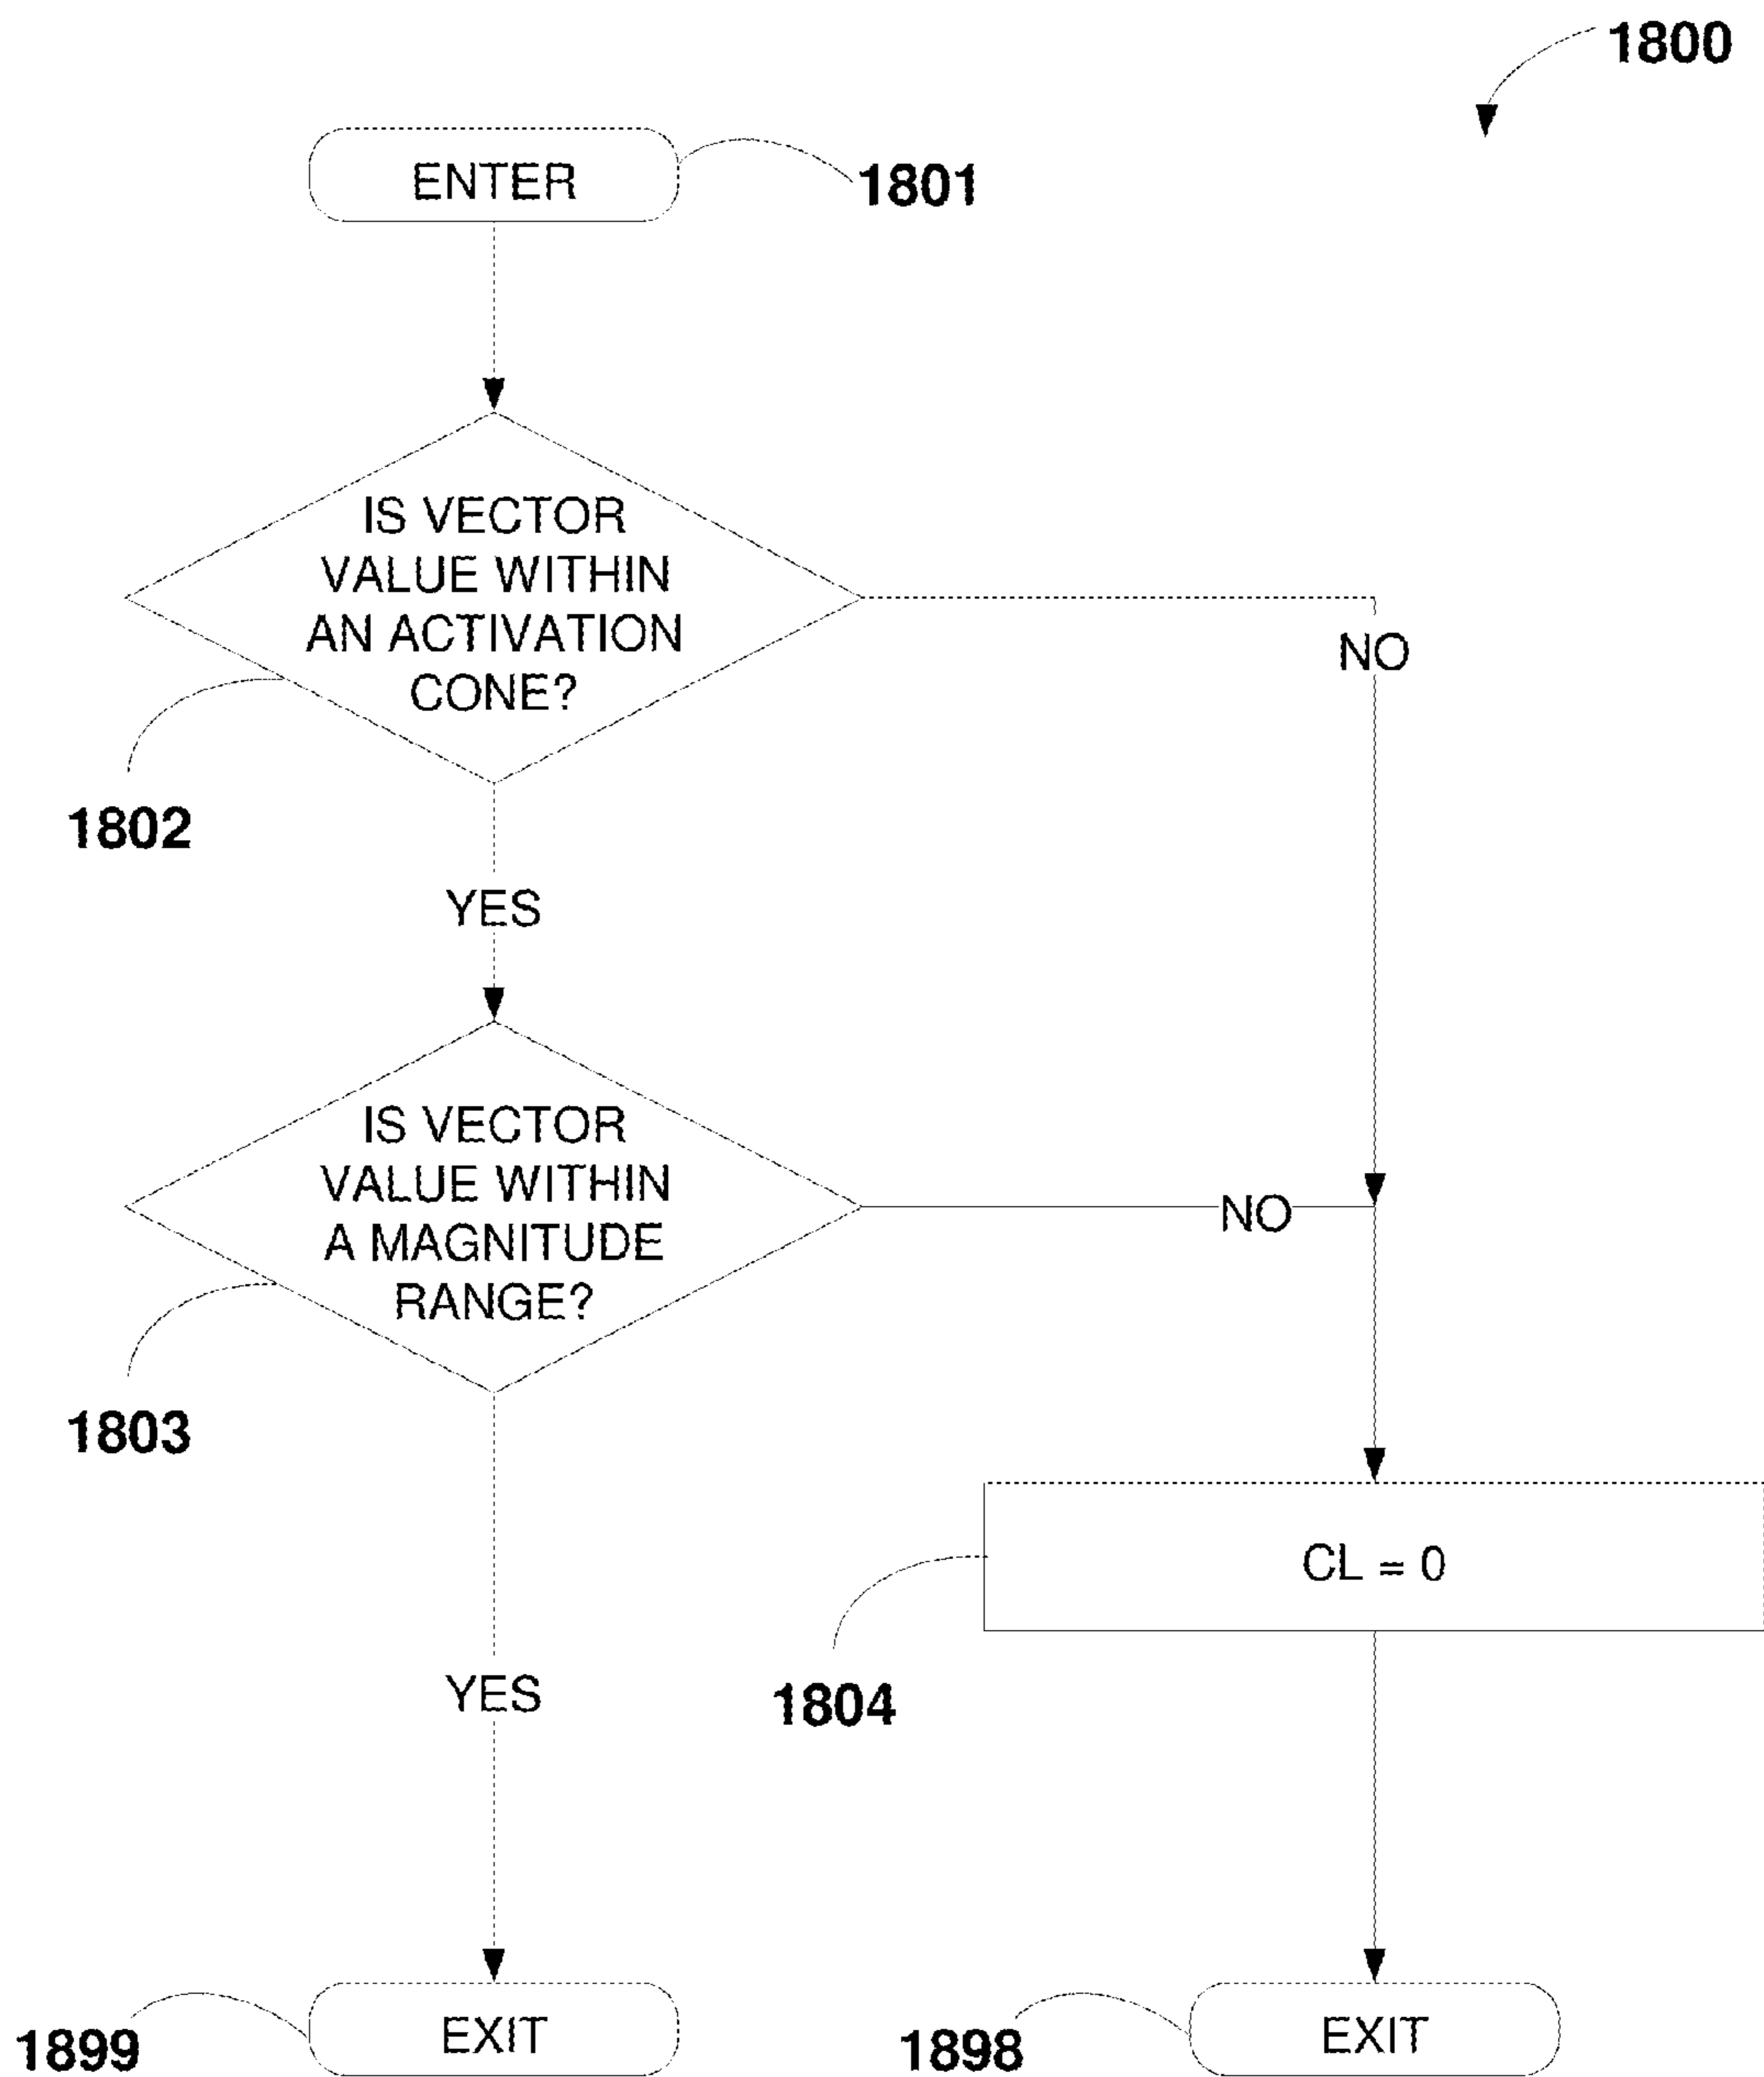 1800
ENTER
1801
IS VECTOR
VALUE WITHIN
AN ACTIVATION
CONE?
NO
1802
YES
IS VECTOR
VALUE WITHIN
A MAGNITUDE
RANGE?
NO
1803
CL = 0
YES
1804
EXIT
1899
EXIT
1898